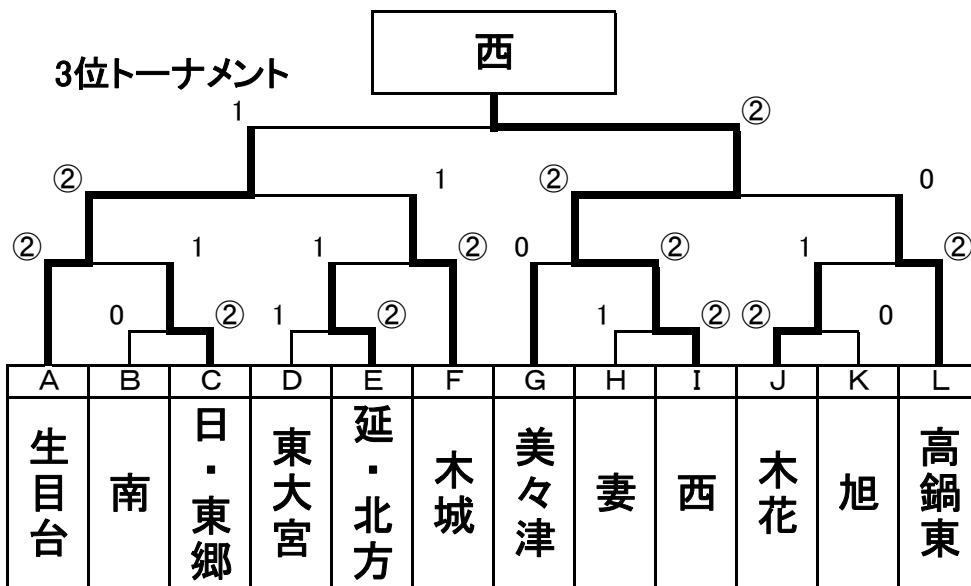 西
3位トーナメント
1 ②
② 1 ② 0
② 1 1 ② 0 ② 1 ②
0 ② 1 ② 1 ② ② 0
A B C D E F G H I J K L
生目台
南
日・東郷
東大宮
延・北方
木城
美々津
妻
西
木花
旭
高鍋東